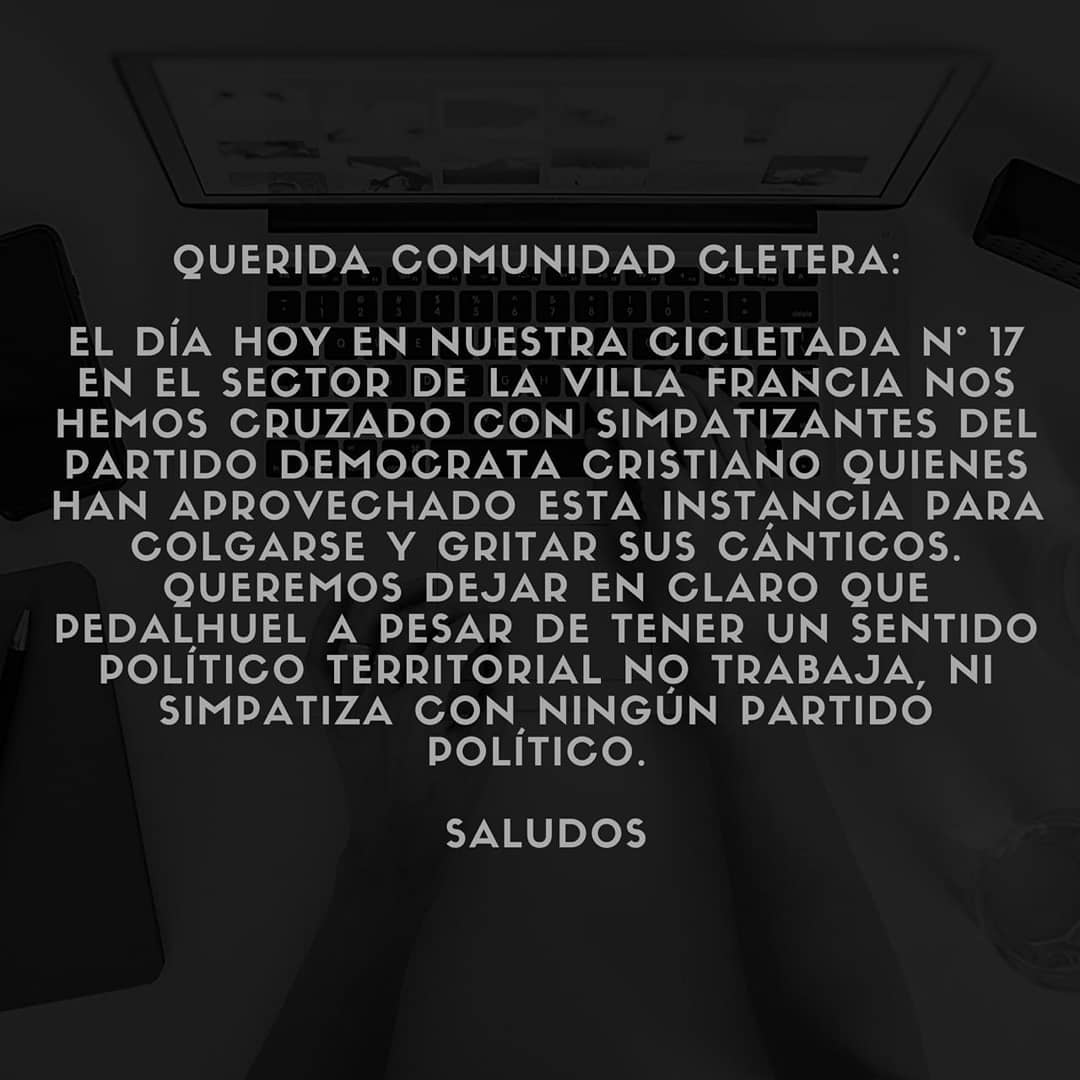 QUERIDA COMUNIDAD CLETERA:
EL DÍA HOY EN NUESTRA CICLETADA N° 17
EN EL SECTOR DE LA VILLA FRANCIA NOS
HEMOS CRUZADO CON SIMPATIZANTES DEL
PARTIDO DEMOCRATA CRISTIANO QUIENES
HAN APROVECHADO ESTA INSTANCIA PARA
COLGARSE Y GRITAR SUS CÁNTICOS.
QUEREMOS DEJAR EN CLARO QUE
PEDALHUEL A PESAR DE TENER UN SENTIDO
POLÍTICO TERRITORIAL NO TRABAJA, NI
SIMPATIZA CON NINGÚN PARTIDO
POLÍTICO.
SALUDOS